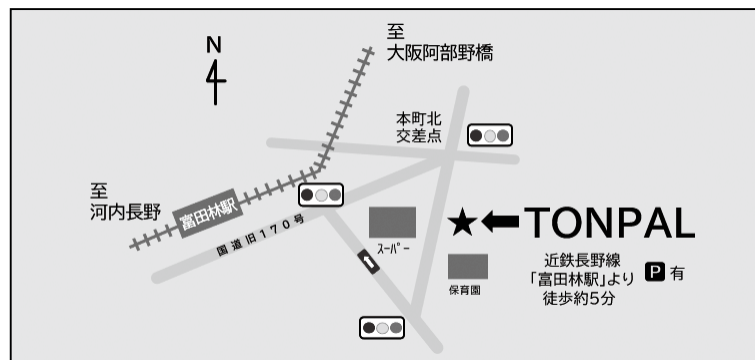 至
大阪阿部野橋
N
本町北
交差点
至
河内長野
富田林駅
国道旧170号
スーパー
TONPAL
近鉄長野線
「富田林駅」より
徒歩約5分
P有
保育園